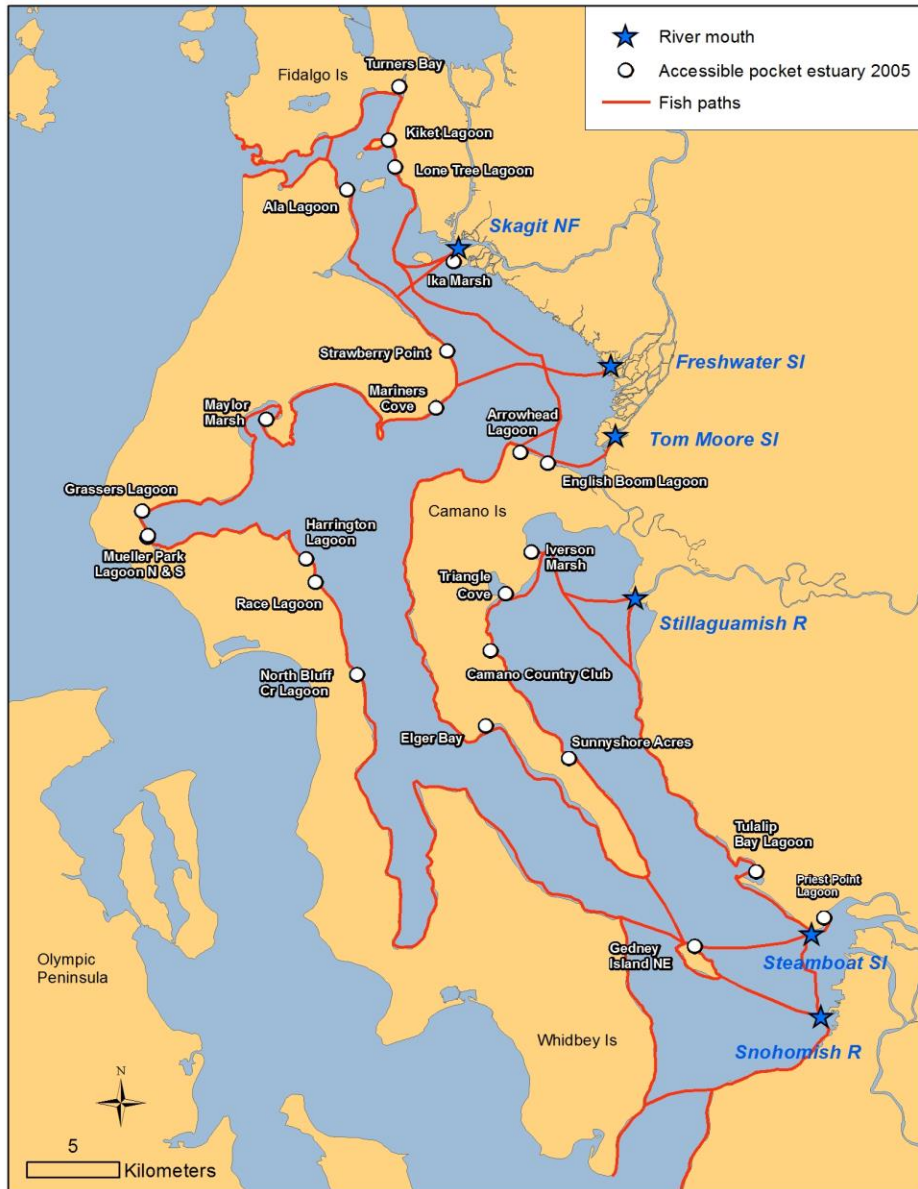 River mouth
Accessible pocket estuary 2005
Fish paths
Turners Bay
Fidalgo Is
Kiket Lagoon
Lone Tree Lagoon
Ala Lagoon
Skagit NF
Ika Marsh
Strawberry Point
Freshwater Sl
Mariners
Cove
Maylor
Marsh
Arrowhead
Lagoon
Tom Moore Sl
English Boom Lagoon
Grassers Lagoon
Camano Is
Harrington
Lagoon
Iverson
Marsh
Mueller Park
Lagoon N & S
Triangle
Cove
Race Lagoon
Stillaguamish R
North Bluff
Cr Lagoon
Camano Country Club
Elger Bay
Sunnyshore Acres
Tulalip
Bay Lagoon
Priest Point
Lagoon
Gedney
Island NE
Olympic
Peninsula
Steamboat Sl
Whidbey Is
Snohomish R
N
5
Kilometers